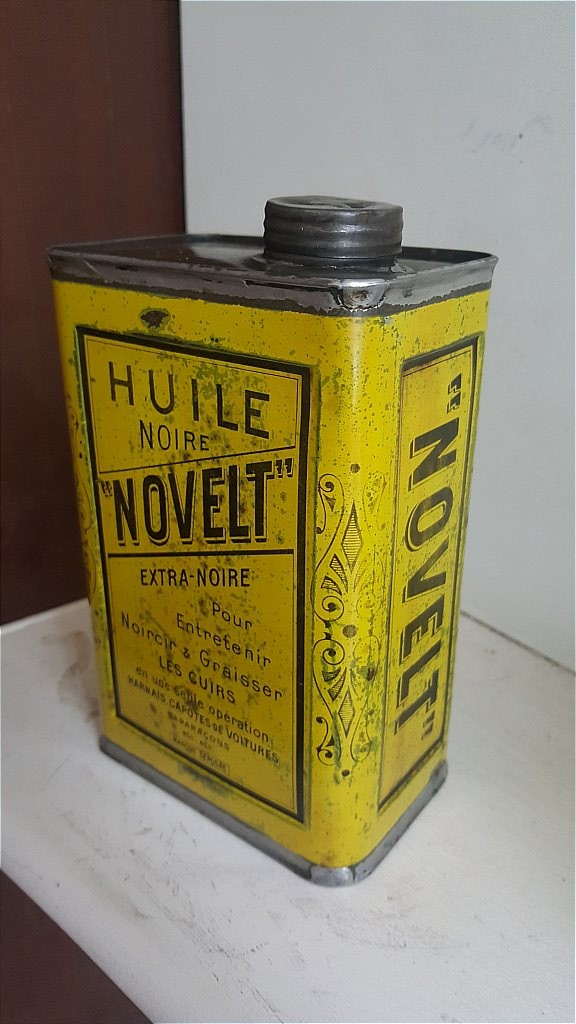 HUILE
NOIRE
"NOVELT"
EXTRA-NOIRE
Pour
Entretenir
Noircir & Graisser
LES CUIRS
en une seule opération
HARNAIS, CAPOTES DE VOITURES
CARAPAÇONS
"NOVELT"